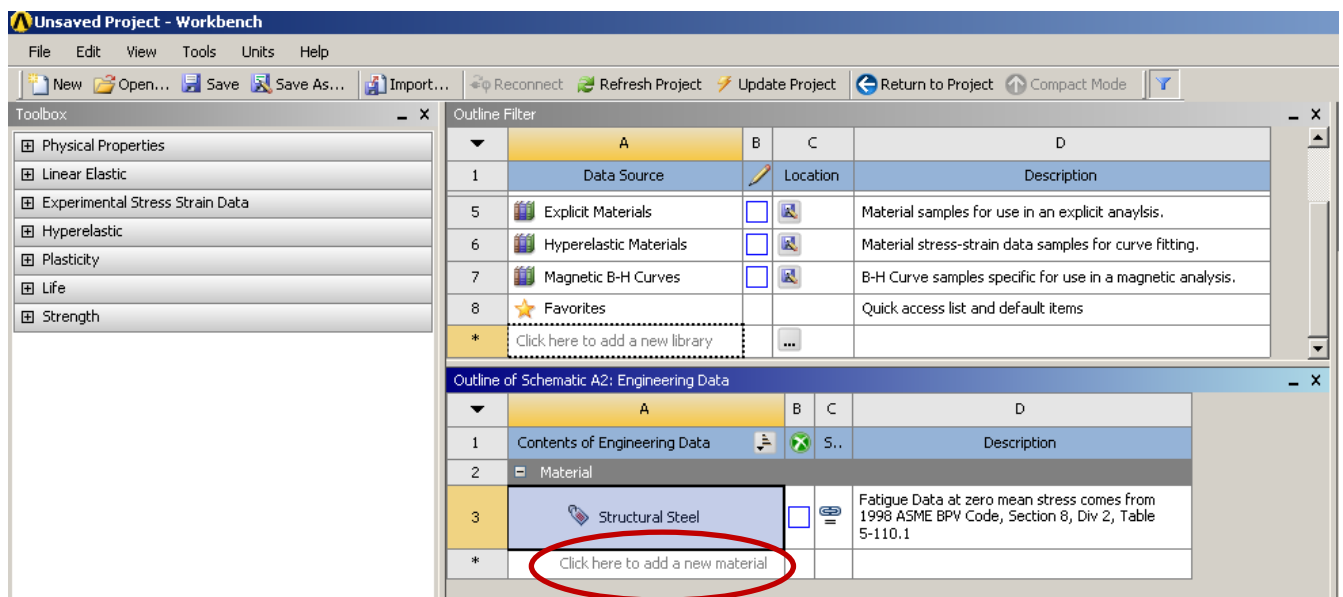 Unsaved Project - Workbench
File Edit View Tools Units Help
New Open... Save Save As... Import... Reconnect Refresh Project Update Project Return to Project Compact Mode
Toolbox
Physical Properties
Linear Elastic
Experimental Stress Strain Data
Hyperelastic
Plasticity
Life
Strength
Outline Filter
A B C D
1 Data Source Location Description
5 Explicit Materials Material samples for use in an explicit anaylsis.
6 Hyperelastic Materials Material stress-strain data samples for curve fitting.
7 Magnetic B-H Curves B-H Curve samples specific for use in a magnetic analysis.
8 Favorites Quick access list and default items
* Click here to add a new library ...
Outline of Schematic A2: Engineering Data
A B C D
1 Contents of Engineering Data S.. Description
2 Material
3 Structural Steel Fatigue Data at zero mean stress comes from
1998 ASME BPV Code, Section 8, Div 2, Table
5-110.1
* Click here to add a new material